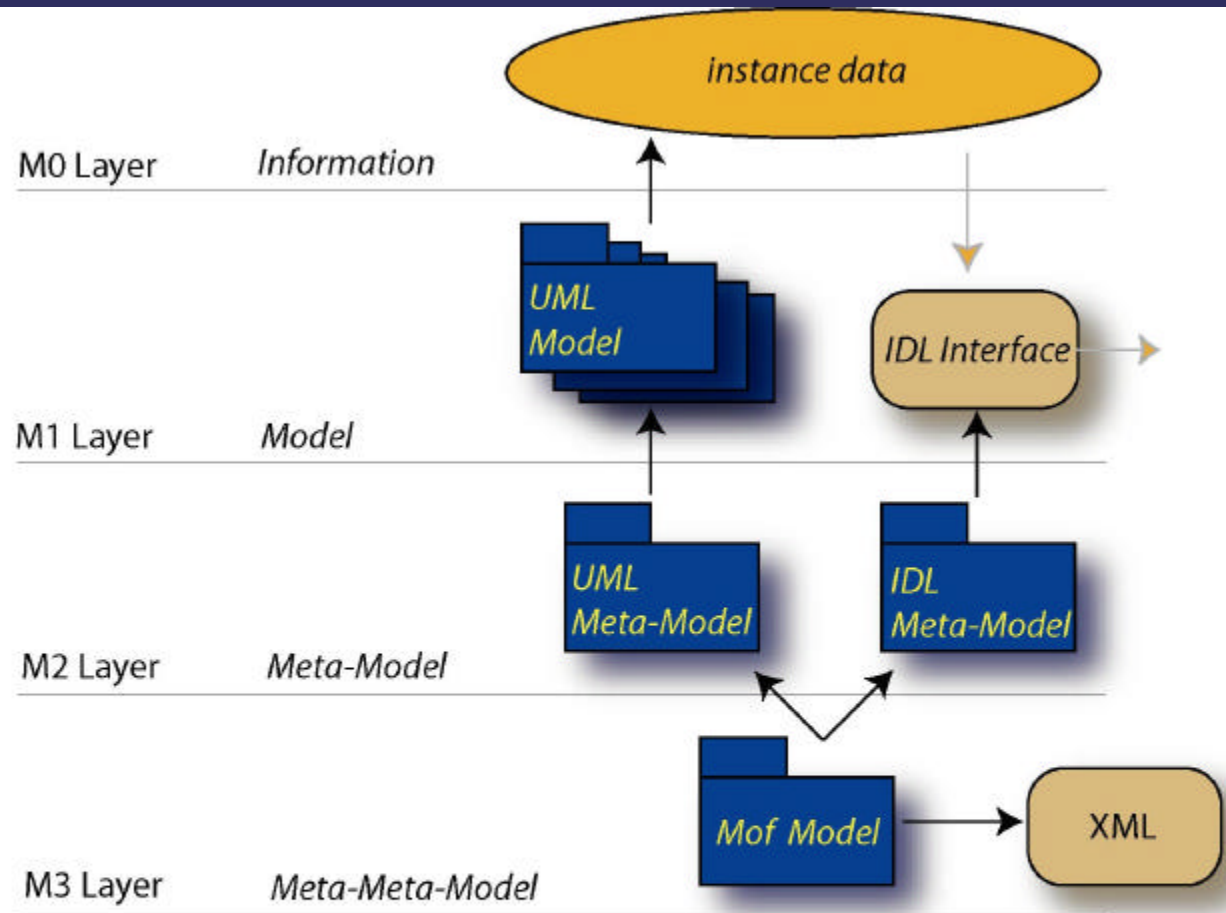 instance data
M0 Layer Information
UML
Model
IDL Interface
M1 Layer Model
UML
Meta-Model
IDL
Meta-Model
M2 Layer Meta-Model
Mof Model
XML
M3 Layer Meta-Meta-Model